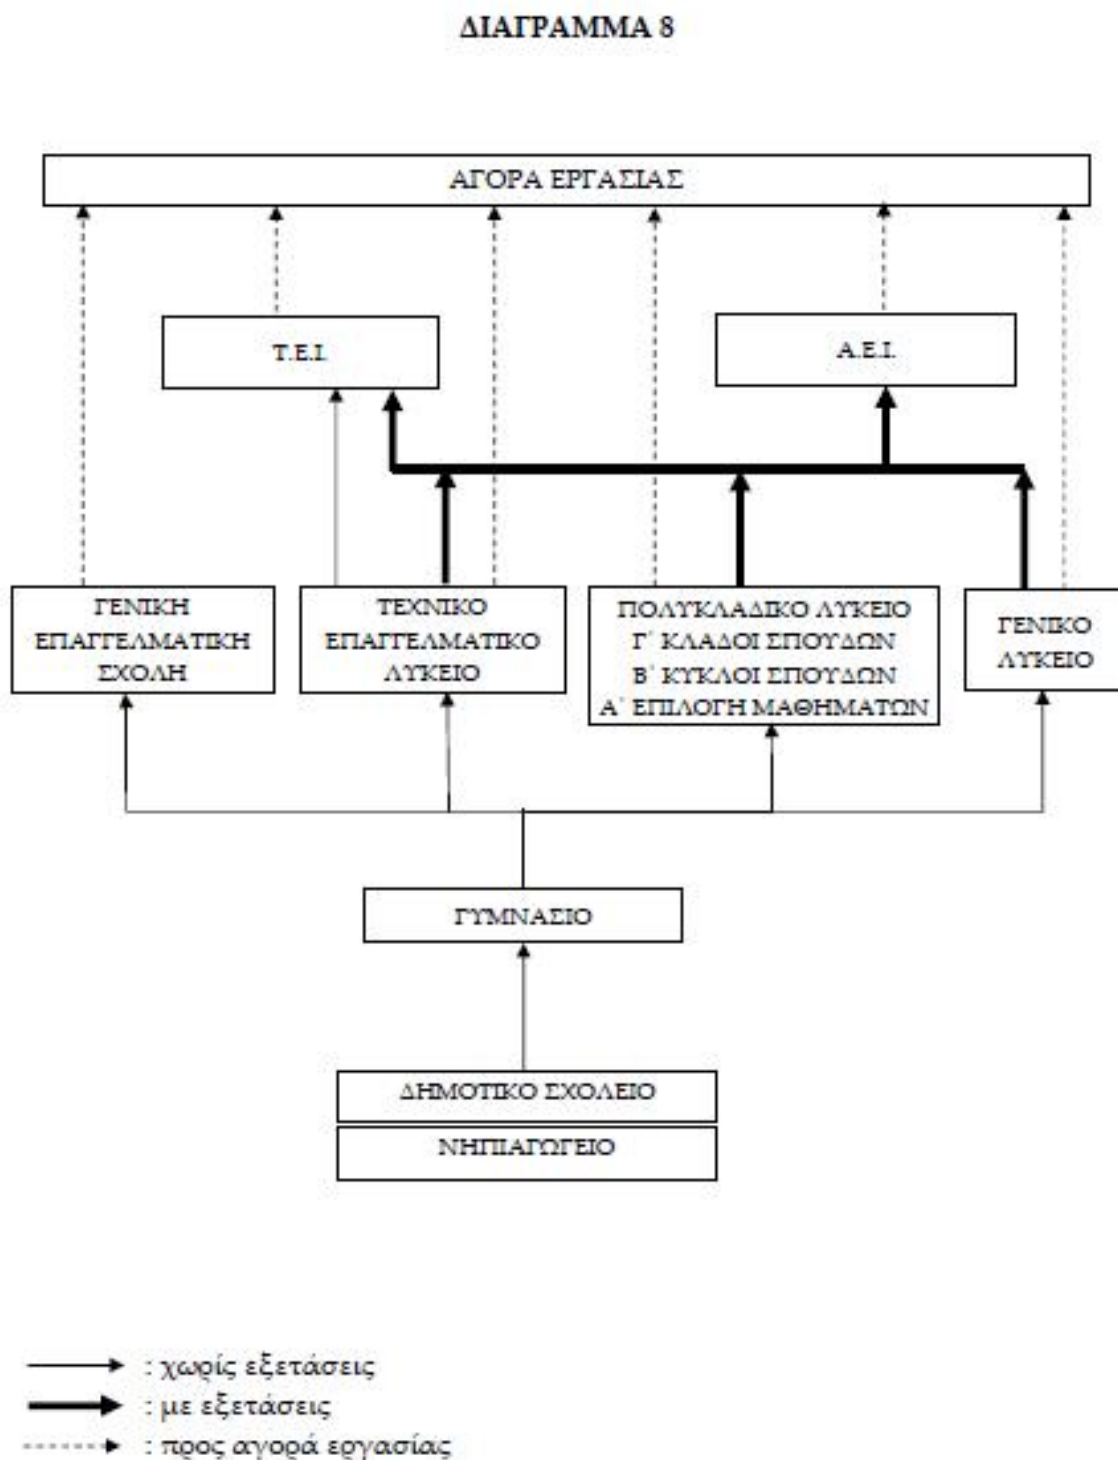 ΔΙΑΓΡΑΜΜΑ 8
ΑΓΟΡΑ ΕΡΓΑΣΙΑΣ
Τ.Ε.Ι.
Α.Ε.Ι.
ΓΕΝΙΚΗ
ΕΠΑΓΓΕΛΜΑΤΙΚΗ
ΣΧΟΛΗ
ΤΕΧΝΙΚΟ
ΕΠΑΓΓΕΛΜΑΤΙΚΟ
ΛΥΚΕΙΟ
ΠΟΛΥΚΛΑΔΙΚΟ ΛΥΚΕΙΟ
Γ΄ ΚΛΑΔΟΙ ΣΠΟΥΔΩΝ
Β΄ ΚΥΚΛΟΙ ΣΠΟΥΔΩΝ
Α΄ ΕΠΙΛΟΓΗ ΜΑΘΗΜΑΤΩΝ
ΓΕΝΙΚΟ
ΛΥΚΕΙΟ
ΓΥΜΝΑΣΙΟ
ΔΗΜΟΤΙΚΟ ΣΧΟΛΕΙΟ
ΝΗΠΙΑΓΩΓΕΙΟ
: χωρίς εξετάσεις
: με εξετάσεις
: προς αγορά εργασίας